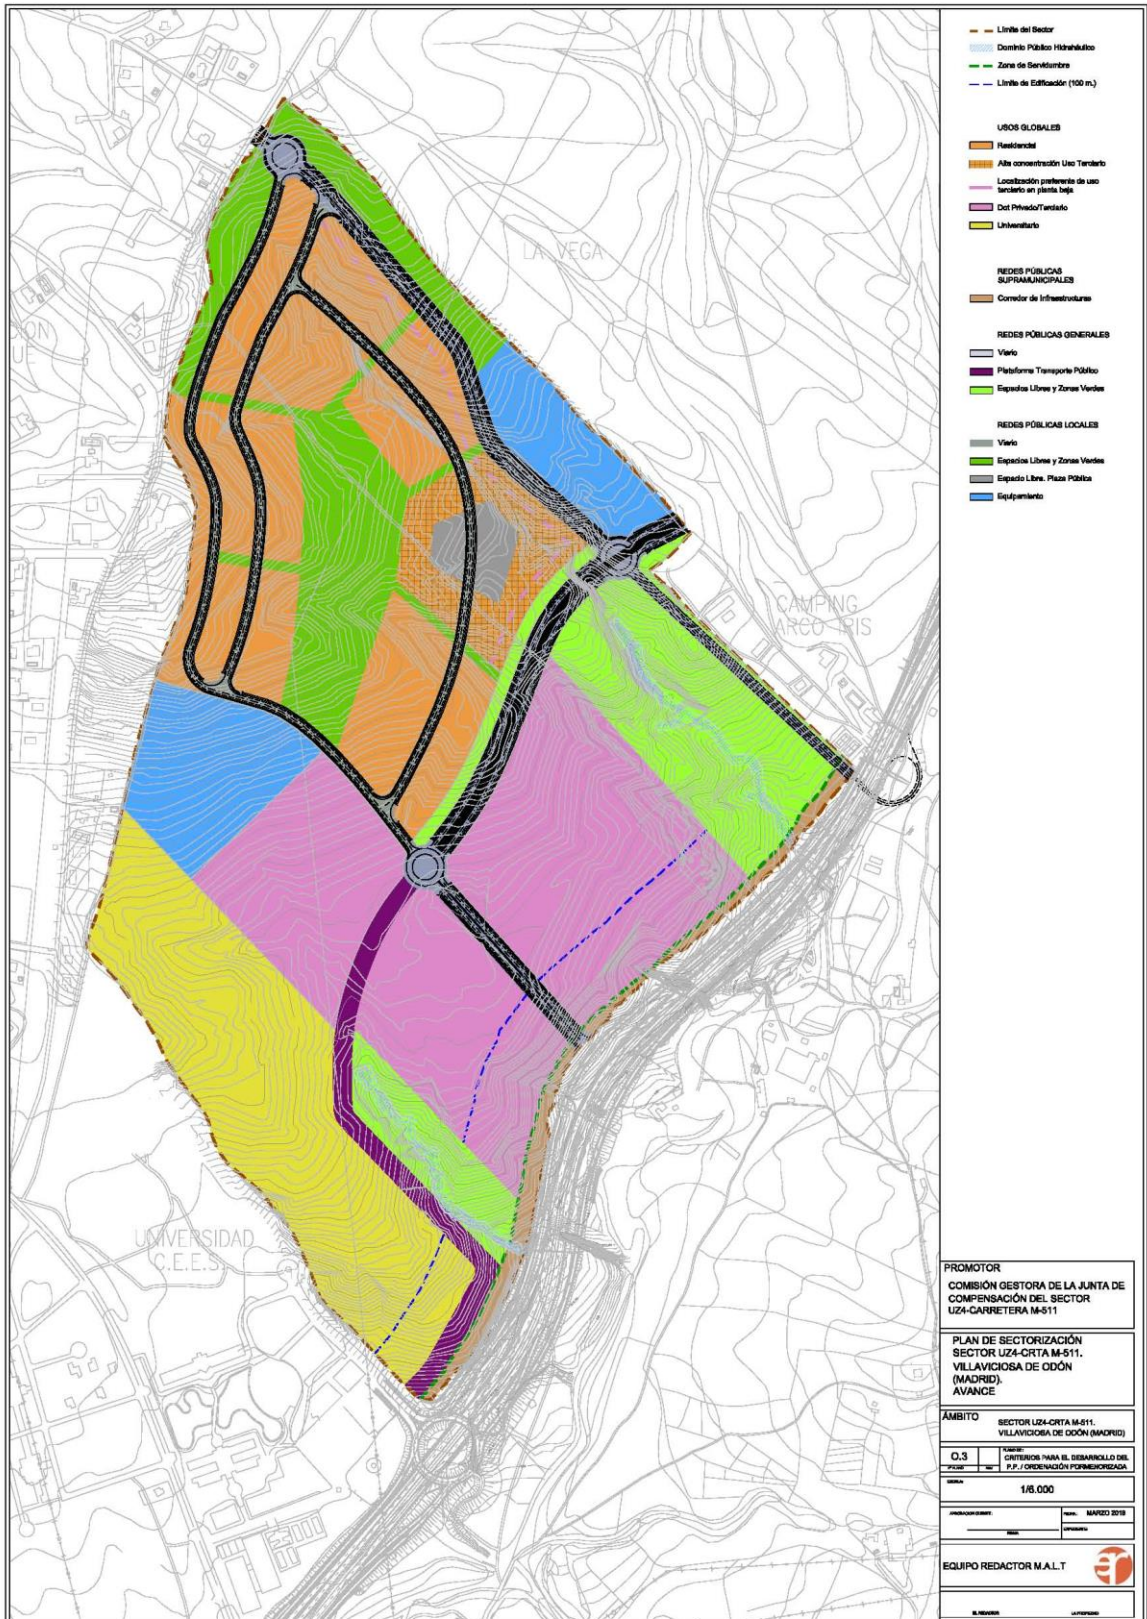 Límite del Sector
Dominio Público Hidráhúlico
Zona de Servidumbre
Límite de Edificación (100 m.)
USOS GLOBALES
Residencial
Alta concentración Uso Terciario
Localización preferente de uso
terciario en planta baja
Dot Privado/Terciario
Universitario
REDES PÚBLICAS
SUPRAMUNICIPALES
Corredor de Infraestructuras
REDES PÚBLICAS GENERALES
Viario
Plataforma Transporte Público
Espacios Libres y Zonas Verdes
REDES PÚBLICAS LOCALES
Viario
Espacios Libres y Zonas Verdes
Espacio Libre. Plaza Pública
Equipamiento
LA VEGA
CAMPING
ARCO IRIS
UNIVERSIDAD
C.E.E.S.
PROMOTOR
COMISIÓN GESTORA DE LA JUNTA DE
COMPENSACIÓN DEL SECTOR
UZ4-CARRETERA M-511
PLAN DE SECTORIZACIÓN
SECTOR UZ4-CRTA M-511.
VILLAVICIOSA DE ODÓN
(MADRID).
AVANCE
ÁMBITO
SECTOR UZ4-CRTA M-511.
VILLAVICIOSA DE ODÓN (MADRID)
O.3
CRITERIOS PARA EL DESARROLLO DEL
P.P. / ORDENACIÓN PORMENORIZADA
1/6.000
MARZO 2018
EQUIPO REDACTOR M.A.L.T